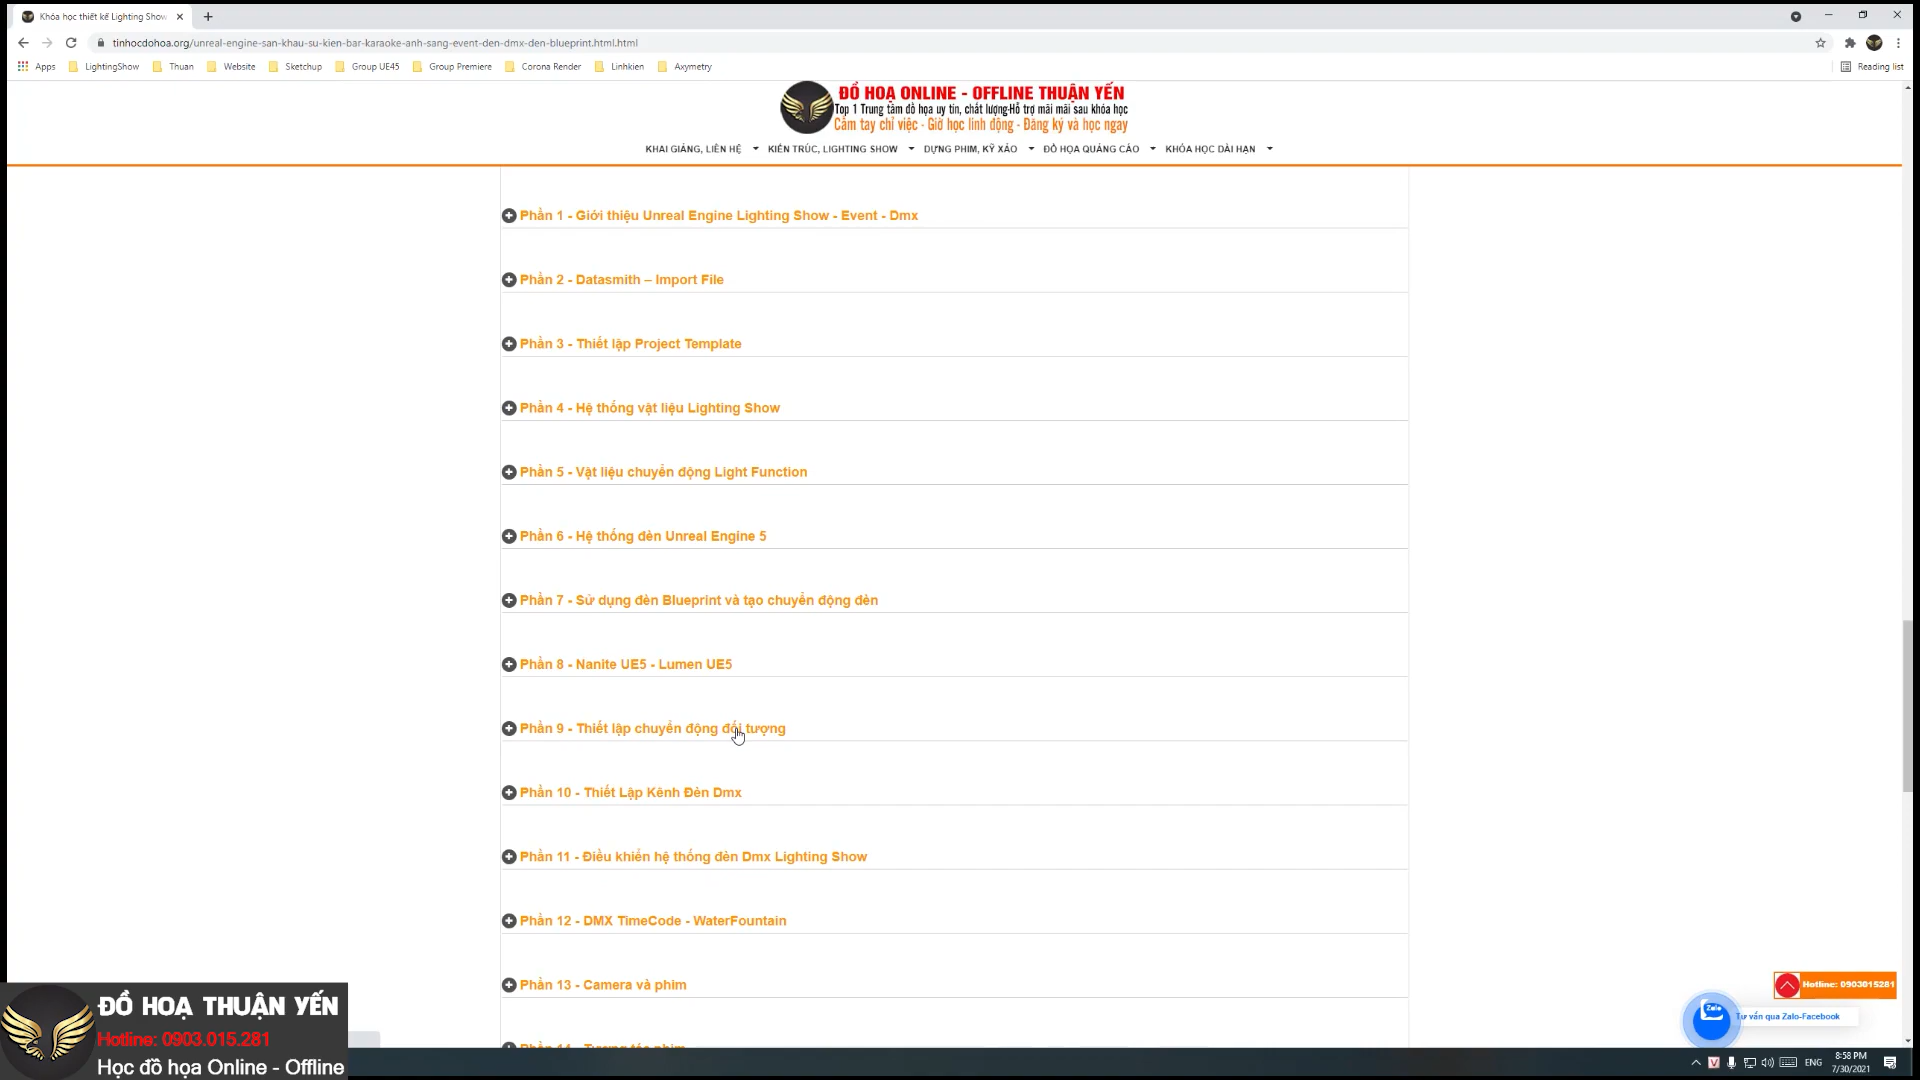 Khóa học thiết kế Lighting Show
tinhocdohoa.org/unreal-engine-san-khau-su-kien-bar-karaoke-anh-sang-event-den-dmx-den-blueprint.html.html
Apps LightingShow Thuan Website Sketchup Group UE45 Group Premiere Corona Render Linhkien Axymetry Reading list
ĐỒ HOẠ ONLINE - OFFLINE THUẬN YẾN
Top 1 Trung tâm đồ họa uy tín, chất lượng-Hỗ trợ mãi mãi sau khóa học
Cầm tay chỉ việc - Giờ học linh động - Đăng ký và học ngay
KHAI GIẢNG, LIÊN HỆ KIẾN TRÚC, LIGHTING SHOW DỰNG PHIM, KỸ XẢO ĐỒ HỌA QUẢNG CÁO KHÓA HỌC DÀI HẠN
Phần 1 - Giới thiệu Unreal Engine Lighting Show - Event - Dmx
Phần 2 - Datasmith – Import File
Phần 3 - Thiết lập Project Template
Phần 4 - Hệ thống vật liệu Lighting Show
Phần 5 - Vật liệu chuyển động Light Function
Phần 6 - Hệ thống đèn Unreal Engine 5
Phần 7 - Sử dụng đèn Blueprint và tạo chuyển động đèn
Phần 8 - Nanite UE5 - Lumen UE5
Phần 9 - Thiết lập chuyển động đối tượng
Phần 10 - Thiết Lập Kênh Đèn Dmx
Phần 11 - Điều khiển hệ thống đèn Dmx Lighting Show
Phần 12 - DMX TimeCode - WaterFountain
Phần 13 - Camera và phim
Hotline: 0903015281
Zalo
Tư vấn qua Zalo-Facebook
ĐỒ HOẠ THUẬN YẾN
Hotline: 0903.015.281
Học đồ họa Online - Offline
ENG
8:58 PM
7/30/2021